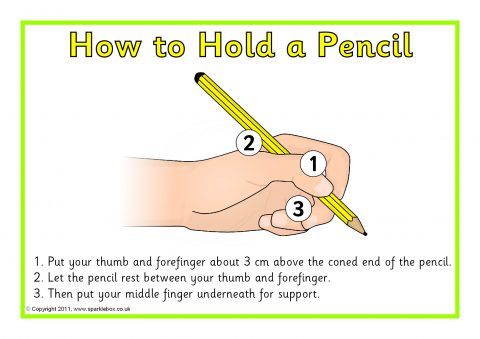 How to Hold a Pencil
2
1
3
1. Put your thumb and forefinger about 3 cm above the coned end of the pencil.
2. Let the pencil rest between your thumb and forefinger.
3. Then put your middle finger underneath for support.
© Copyright 2011, www.sparklebox.co.uk